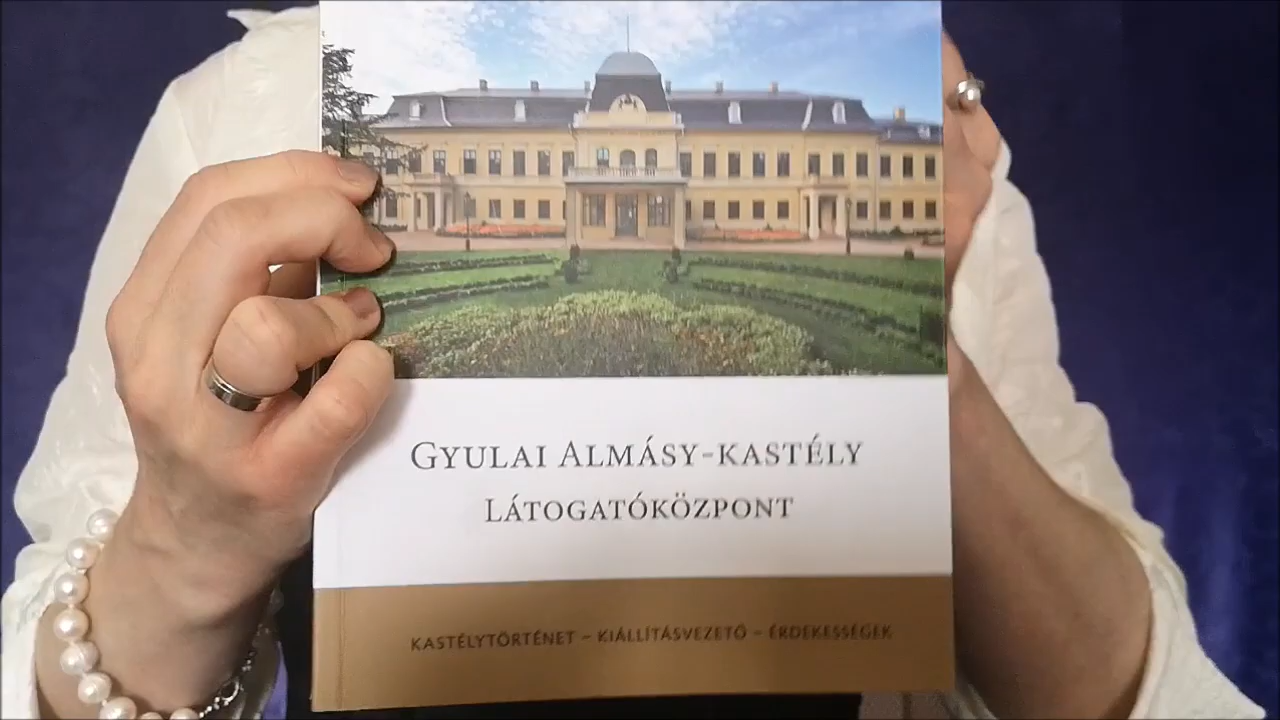 GYULAI ALMÁSY-KASTÉLY
LÁTOGATÓKÖZPONT
KASTÉLYTÖRTÉNET – KIÁLLÍTÁSVEZETŐ – ÉRDEKESSÉGEK